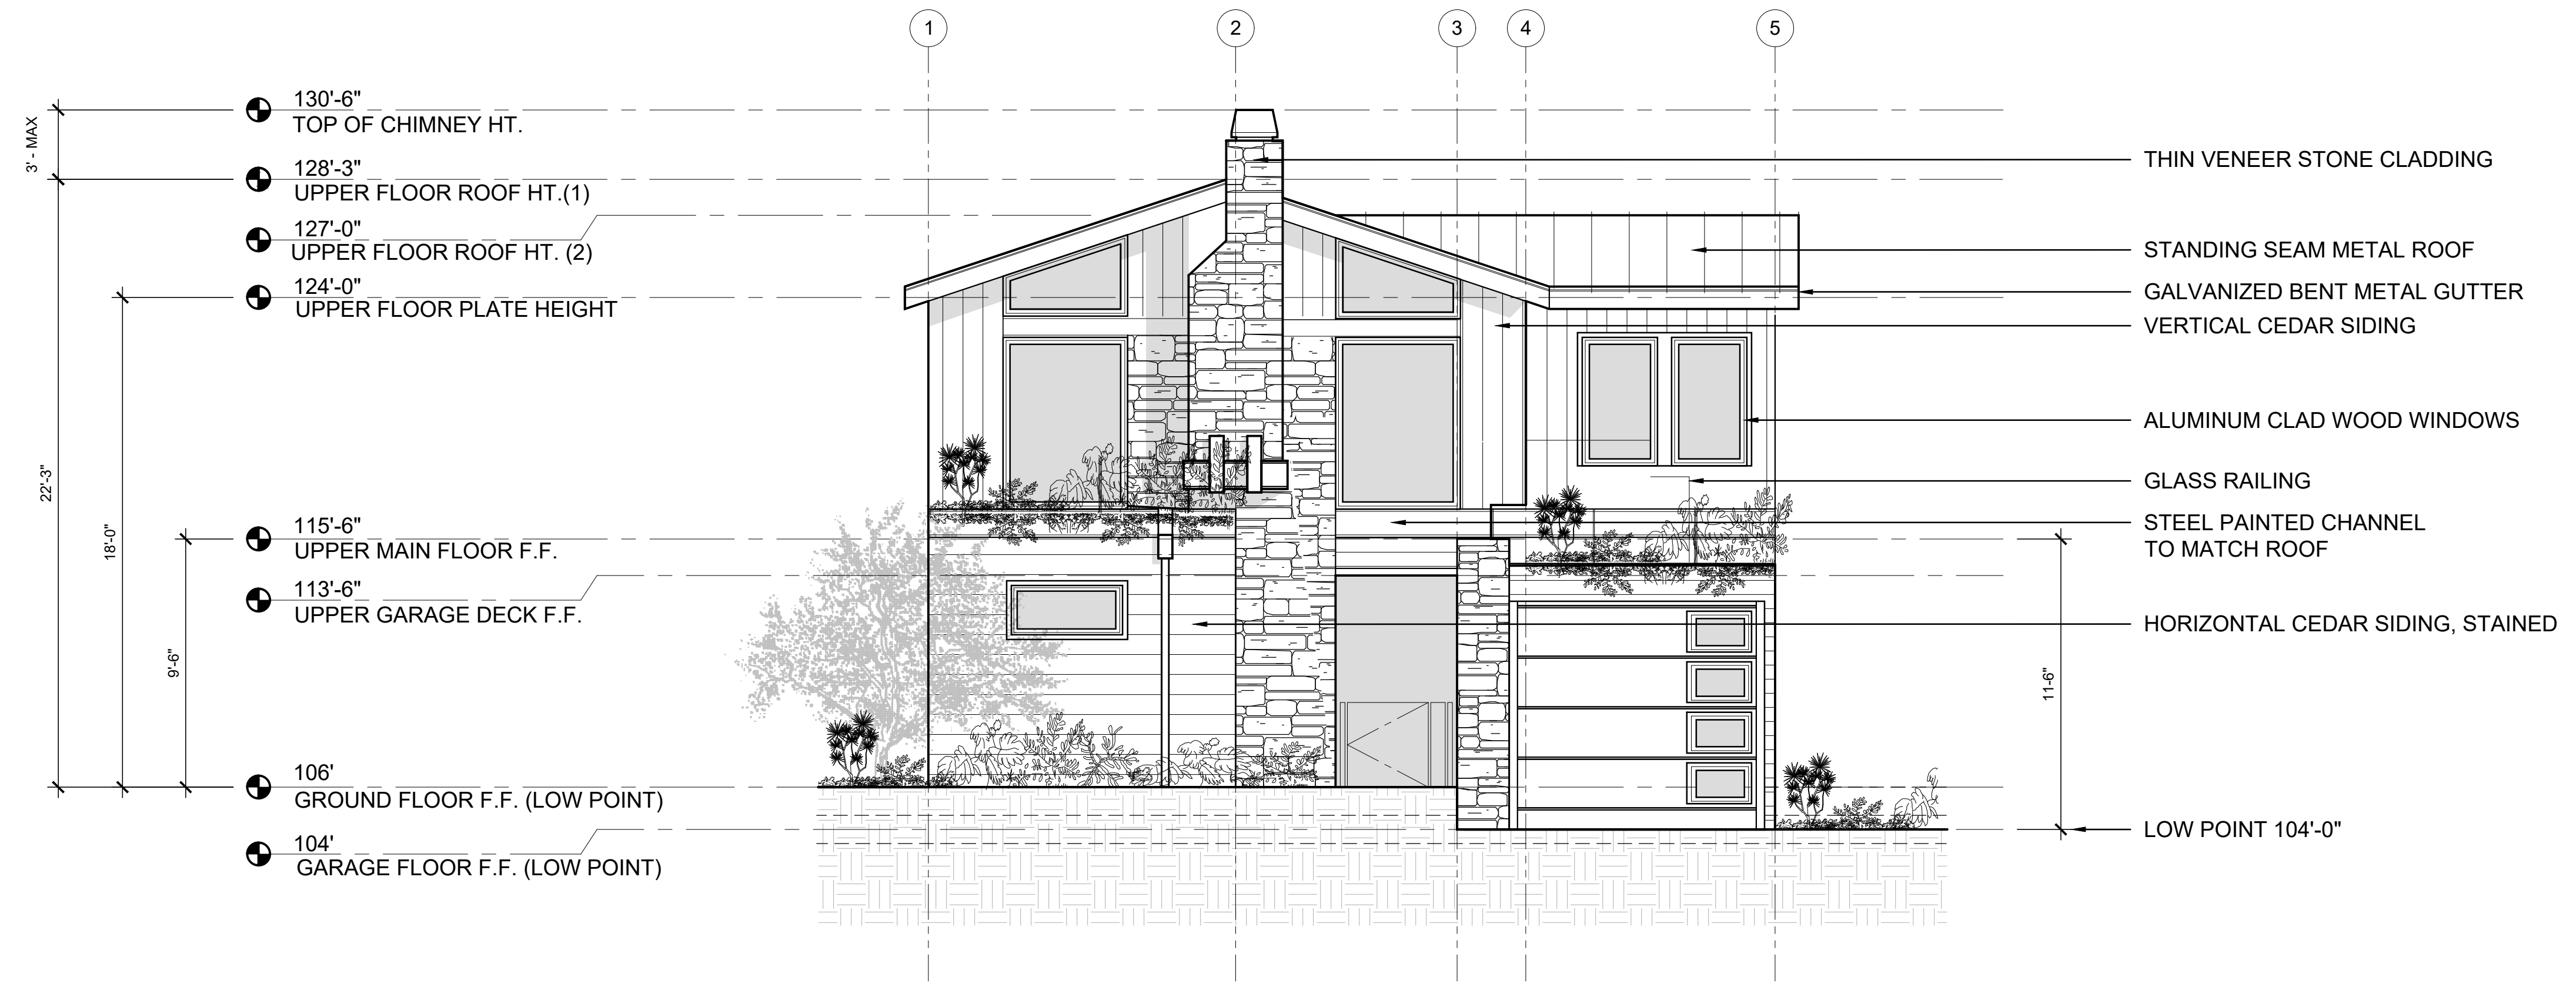 1
2
3
4
5
130'-6"
TOP OF CHIMNEY HT.
128'-3"
UPPER FLOOR ROOF HT.(1)
127'-0"
UPPER FLOOR ROOF HT. (2)
124'-0"
UPPER FLOOR PLATE HEIGHT
115'-6"
UPPER MAIN FLOOR F.F.
113'-6"
UPPER GARAGE DECK F.F.
106'
GROUND FLOOR F.F. (LOW POINT)
104'
GARAGE FLOOR F.F. (LOW POINT)
3' - MAX
22'-3"
18'-0"
9'-6"
11-6"
THIN VENEER STONE CLADDING
STANDING SEAM METAL ROOF
GALVANIZED BENT METAL GUTTER
VERTICAL CEDAR SIDING
ALUMINUM CLAD WOOD WINDOWS
GLASS RAILING
STEEL PAINTED CHANNEL
TO MATCH ROOF
HORIZONTAL CEDAR SIDING, STAINED
LOW POINT 104'-0"